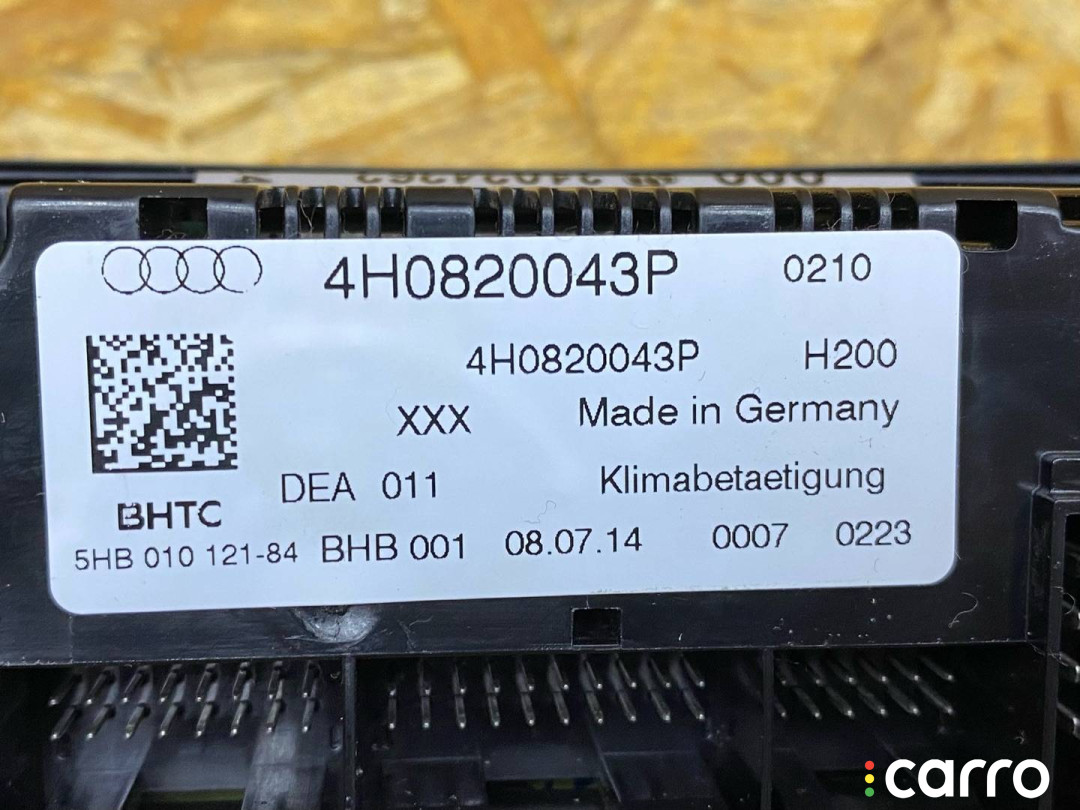 4H0820043P 0210
4H0820043P H200
XXX Made in Germany
DEA 011 Klimabetaetigung
BHTC
5HB 010 121-84 BHB 001 08.07.14 0007 0223
carro